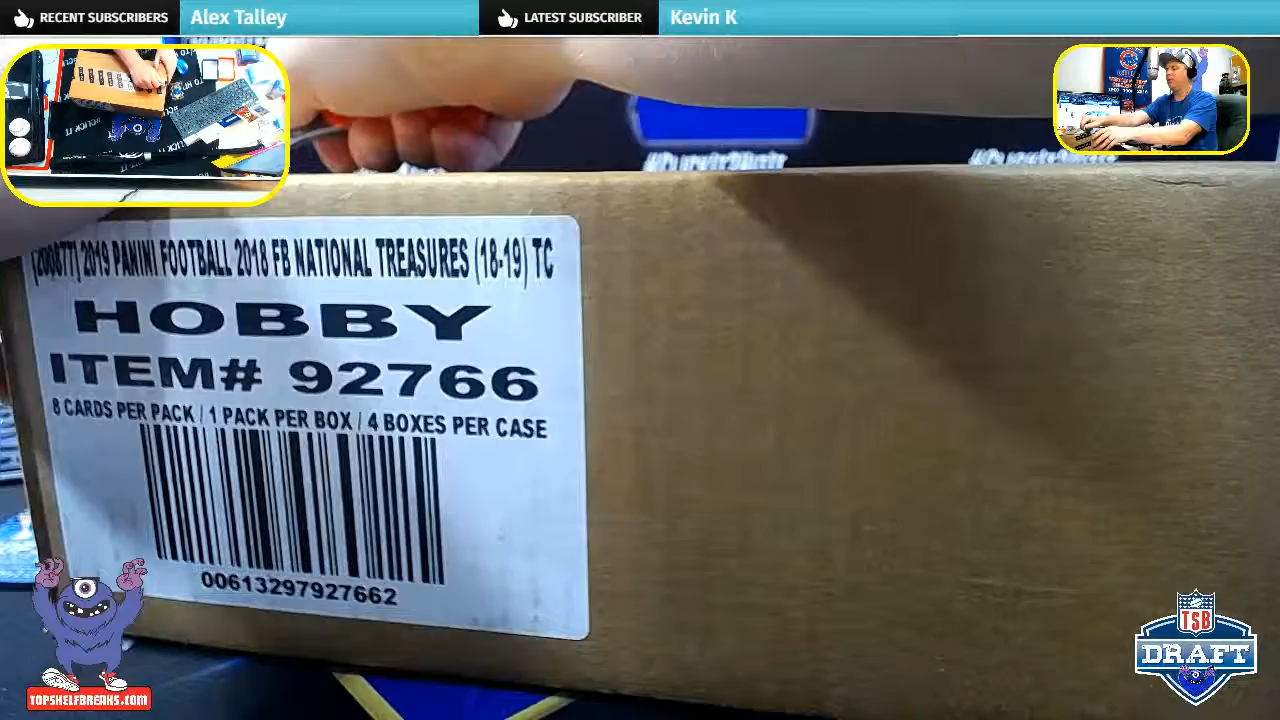 RECENT SUBSCRIBERS Alex Talley LATEST SUBSCRIBER Kevin K
2019 PANINI FOOTBALL 2018 FB NATIONAL TREASURES (18-19) TC
HOBBY
ITEM# 92766
8 CARDS PER PACK / 1 PACK PER BOX / 4 BOXES PER CASE
00613297927662
TOPSHELFBREAKS.COM
TSB
DRAFT